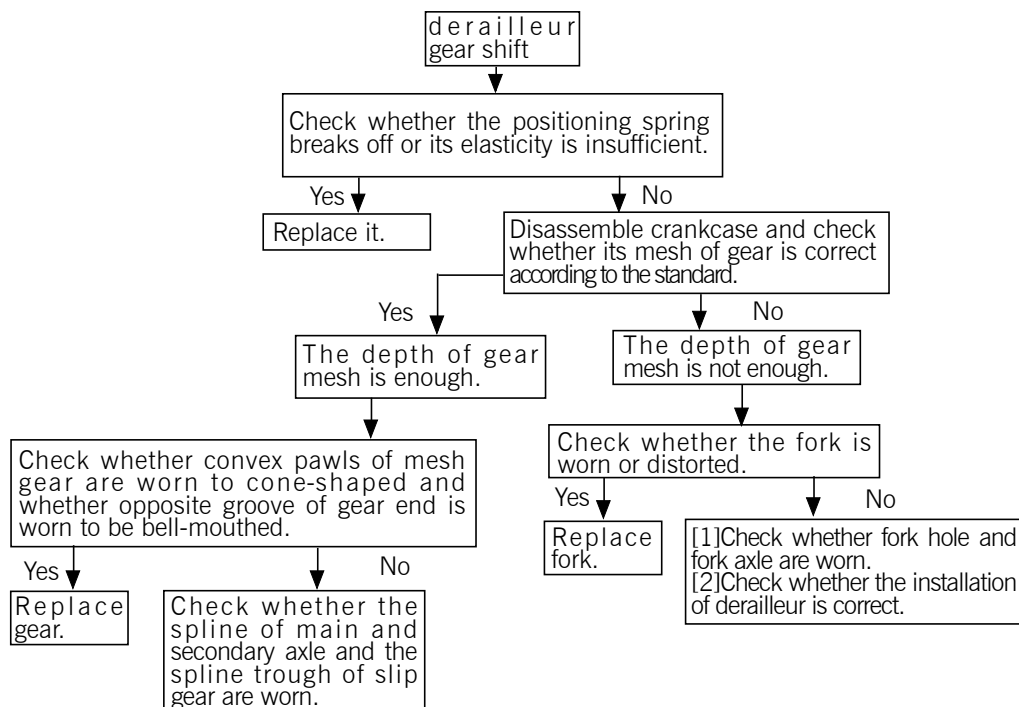 derailleur
gear shift
Check whether the positioning spring
breaks off or its elasticity is insufficient.
Yes
No
Replace it.
Disassemble crankcase and check
whether its mesh of gear is correct
according to the standard.
Yes
No
The depth of gear
mesh is enough.
The depth of gear
mesh is not enough.
Check whether convex pawls of mesh
gear are worn to cone-shaped and
whether opposite groove of gear end is
worn to be bell-mouthed.
Check whether the fork is
worn or distorted.
Yes
No
Replace
fork.
[1]Check whether fork hole and
fork axle are worn.
[2]Check whether the installation
of derailleur is correct.
Yes
No
Replace
gear.
Check whether the
spline of main and
secondary axle and the
spline trough of slip
gear are worn.